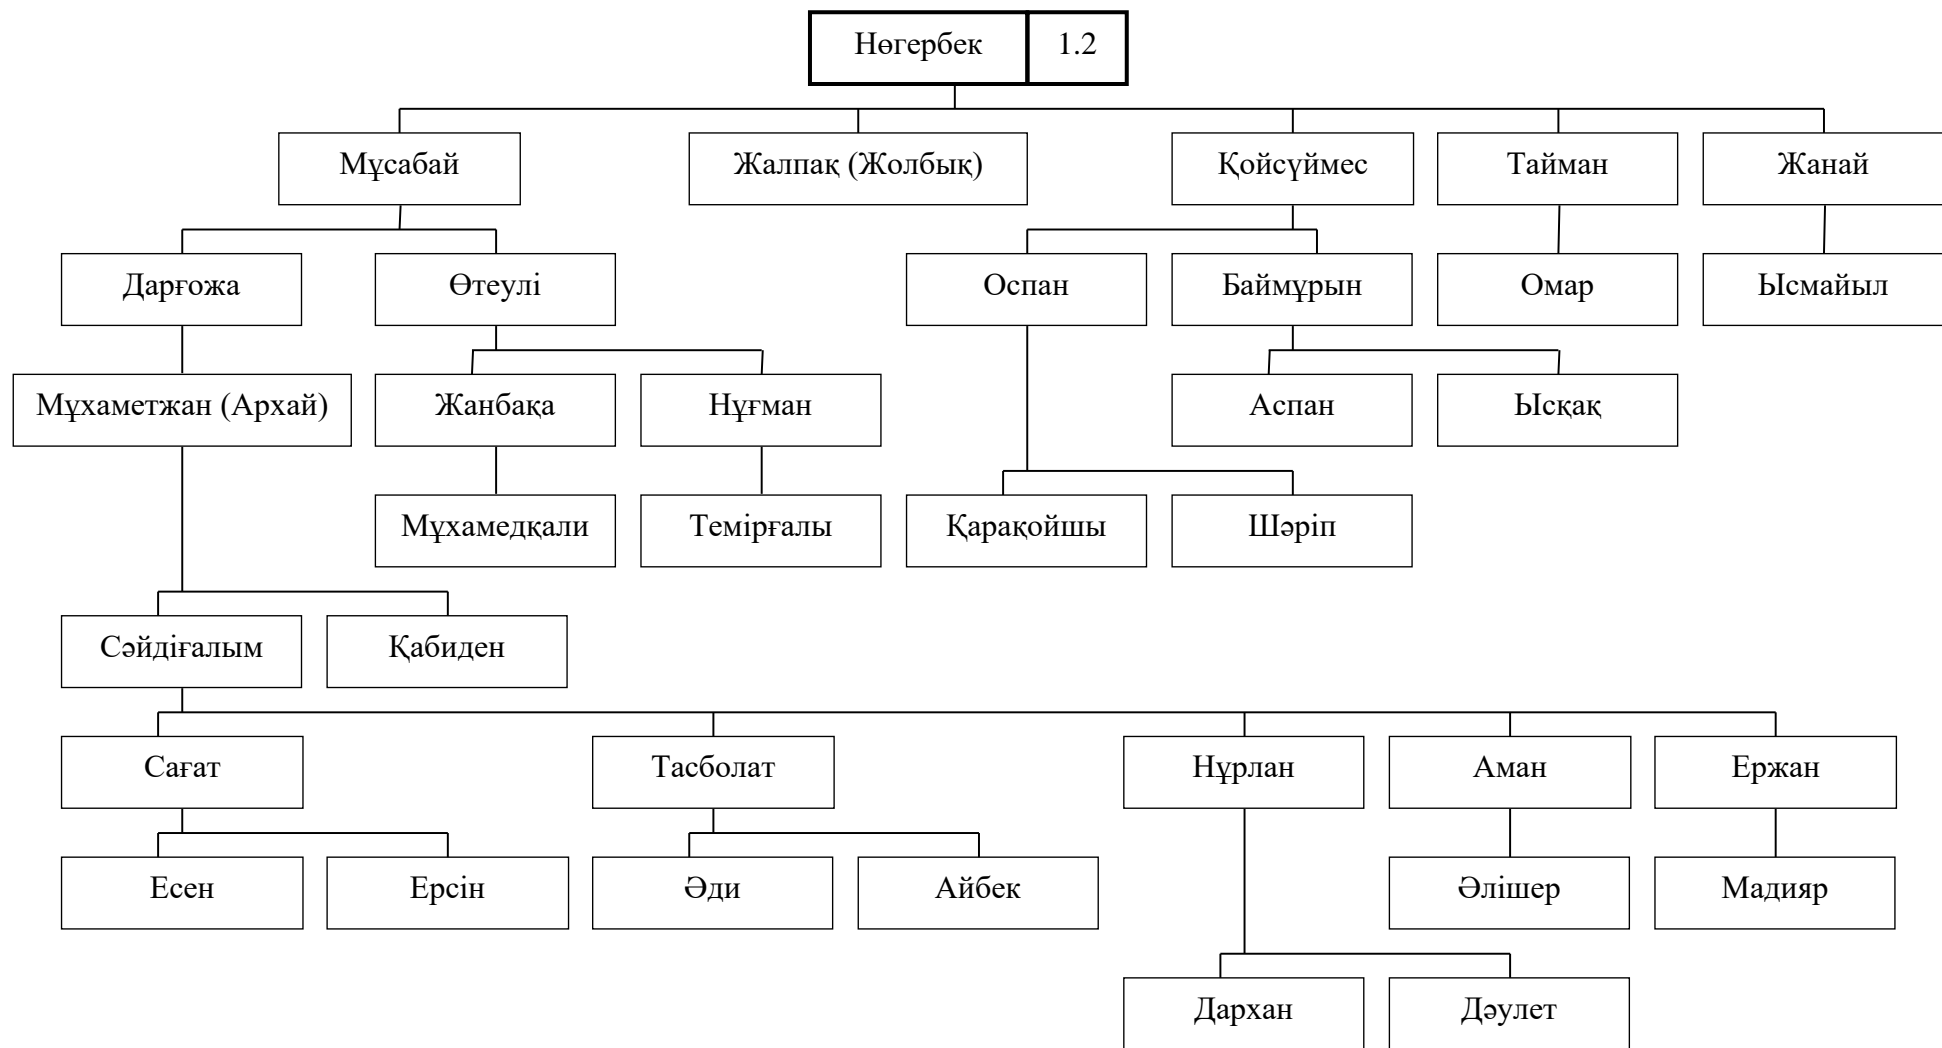 Нөгербек 1.2
Мұсабай Жалпақ (Жолбық) Қойсүймес Тайман Жанай
Дарғожа Өтеулі Оспан Баймұрын Омар Ысмайыл
Мұхаметжан (Архай) Жанбақа Нұғман Аспан Ысқақ
Мұхамедқали Темірғалы Қарақойшы Шәріп
Сәйдіғалым Қабиден
Сағат Тасболат Нұрлан Аман Ержан
Есен Ерсін Әди Айбек Әлішер Мадияр
Дархан Дәулет